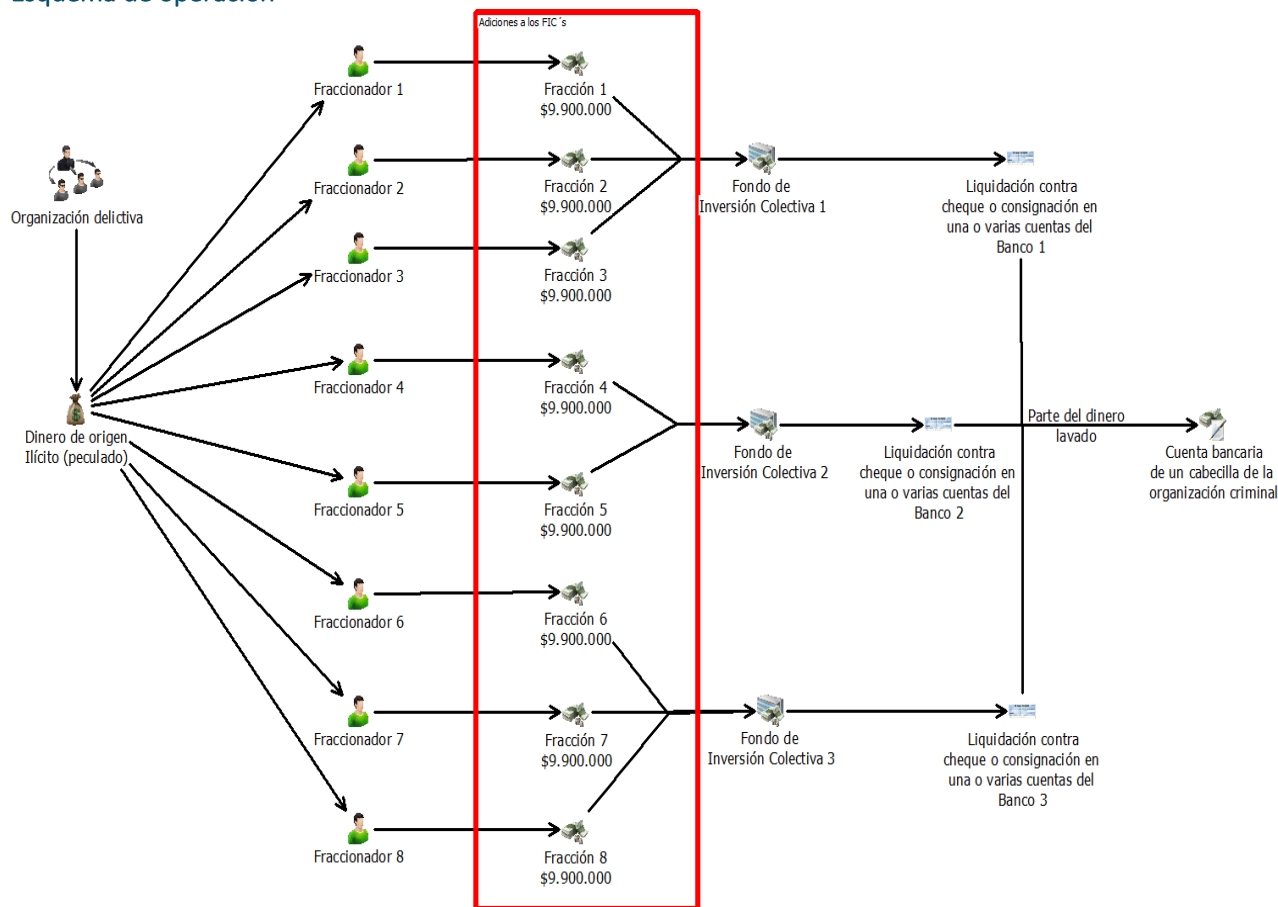 Esquema de operación
Adiciones a los FIC´s
Fraccionador 1
Fracción 1
$9.900.000
Organización delictiva
Fraccionador 2
Fracción 2
$9.900.000
Fondo de
Inversión Colectiva 1
Liquidación contra
cheque o consignación en
una o varias cuentas del
Banco 1
Fraccionador 3
Fracción 3
$9.900.000
Fraccionador 4
Fracción 4
$9.900.000
Dinero de origen
Ilícito (peculado)
Fondo de
Inversión Colectiva 2
Liquidación contra
cheque o consignación en
una o varias cuentas del
Banco 2
Parte del dinero
lavado
Cuenta bancaria
de un cabecilla de la
organización criminal
Fraccionador 5
Fracción 5
$9.900.000
Fraccionador 6
Fracción 6
$9.900.000
Fraccionador 7
Fracción 7
$9.900.000
Fondo de
Inversión Colectiva 3
Liquidación contra
cheque o consignación en
una o varias cuentas del
Banco 3
Fraccionador 8
Fracción 8
$9.900.000